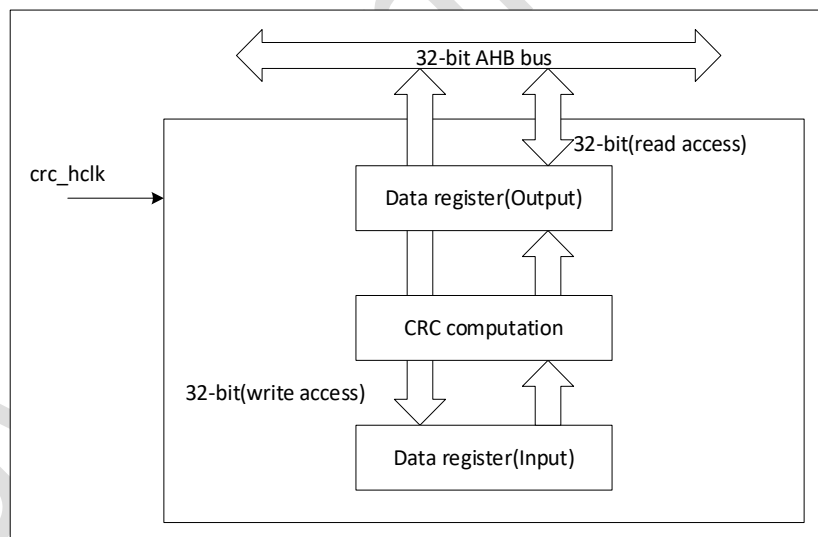 32-bit AHB bus
32-bit(read access)
crc_hclk
Data register(Output)
CRC computation
32-bit(write access)
Data register(Input)